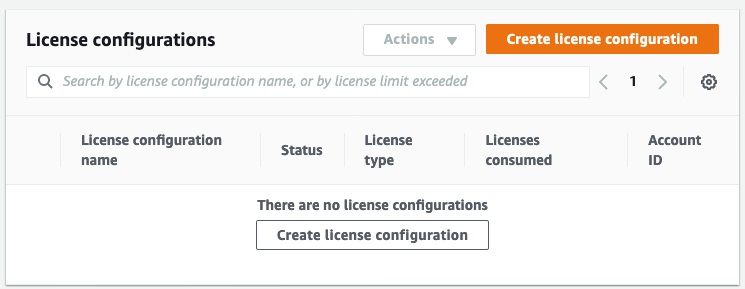 License configurations
Actions
Create license configuration
Search by license configuration name, or by license limit exceeded
1
License configuration name
Status
License type
Licenses consumed
Account ID
There are no license configurations
Create license configuration